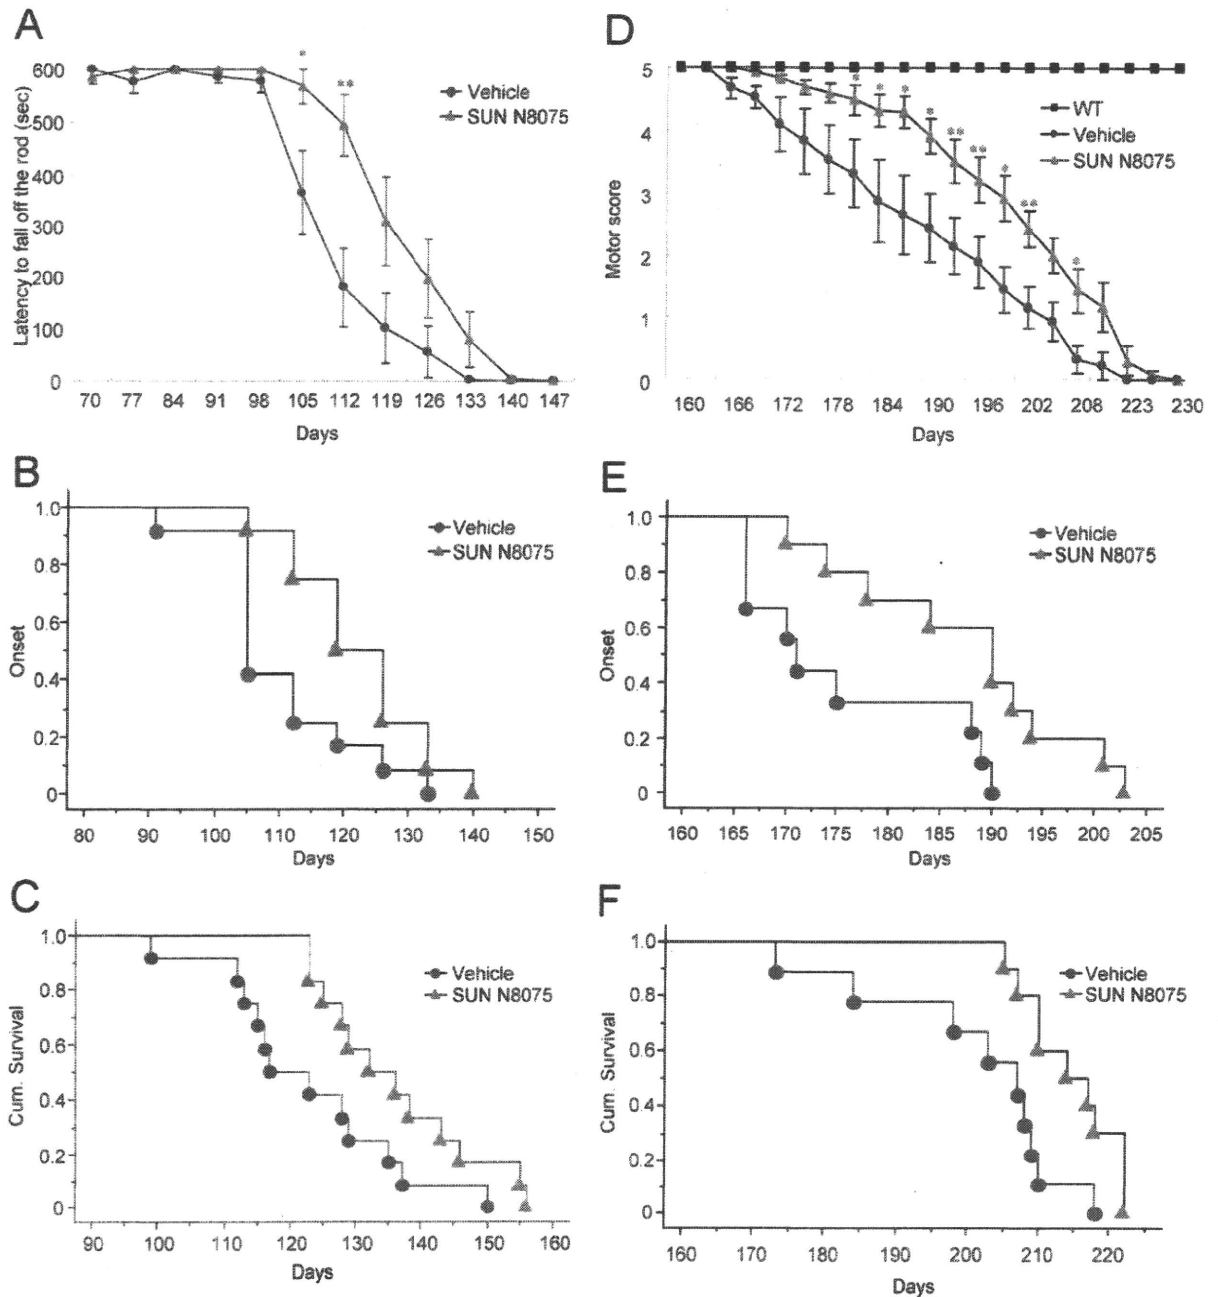 A
Latency to fall off the rod (sec)
600
500
400
300
200
100
0
* **
Vehicle
SUN N8075
70 77 84 91 98 105 112 119 126 133 140 147
Days
D
Motor score
5
4
3
2
1
0
* * * * * * * ** ** * ** *
WT
Vehicle
SUN N8075
160 166 172 178 184 190 196 202 208 223 230
Days
B
Onset
1.0
0.8
0.6
0.4
0.2
0
Vehicle
SUN N8075
80 90 100 110 120 130 140 150
Days
E
Onset
1.0
0.8
0.6
0.4
0.2
0
Vehicle
SUN N8075
160 165 170 175 180 185 190 195 200 205
Days
C
Cum. Survival
1.0
0.8
0.6
0.4
0.2
0
Vehicle
SUN N8075
90 100 110 120 130 140 150 160
Days
F
Cum. Survival
1.0
0.8
0.6
0.4
0.2
0
Vehicle
SUN N8075
160 170 180 190 200 210 220
Days